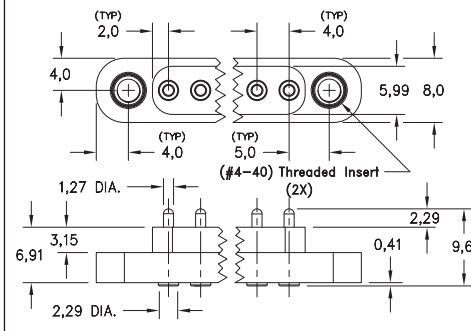 (TYP)
2,0
(TYP)
4,0
4,0
5,99
8,0
(TYP)
4,0
(TYP)
5,0
(#4-40) Threaded Insert
(2X)
1,27 DIA.
2,29
3,15
6,91
0,41
9,6
2,29 DIA.